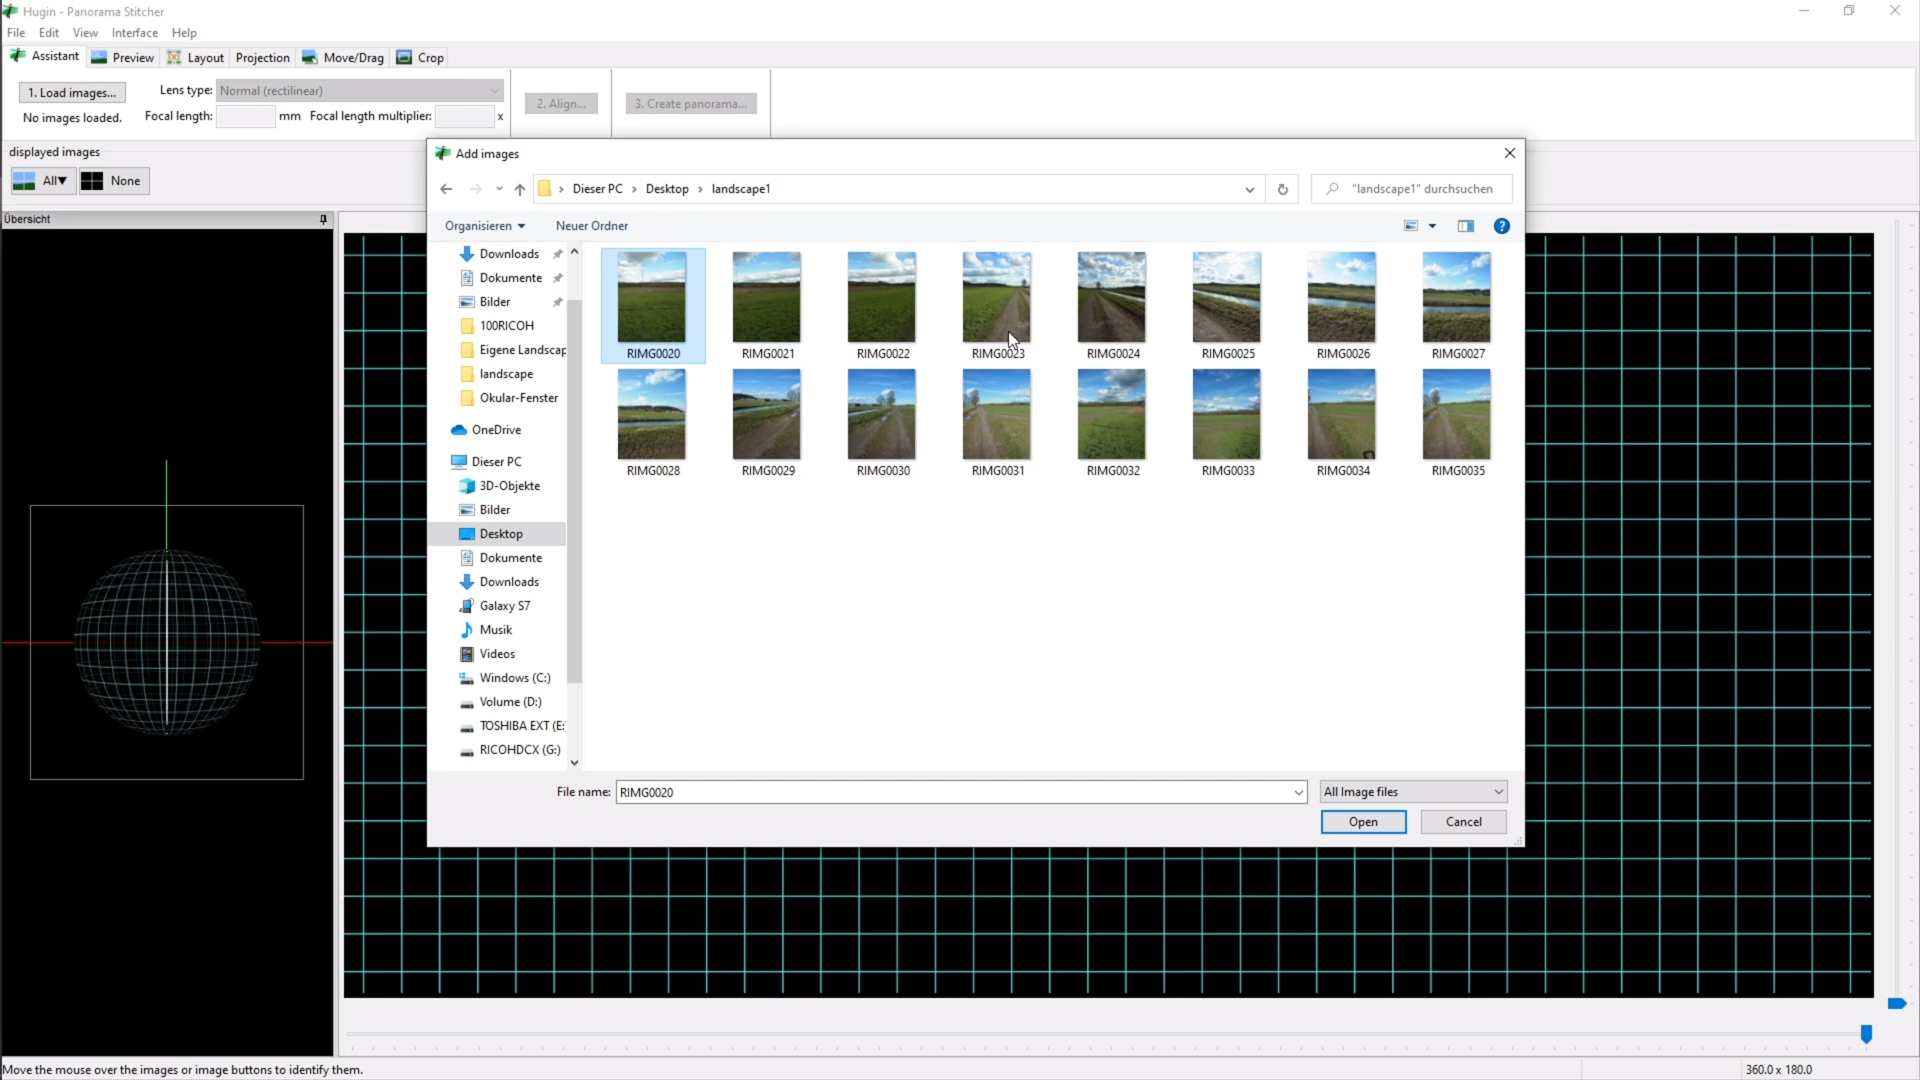 Hugin - Panorama Stitcher
File Edit View Interface Help
Assistant Preview Layout Projection Move/Drag Crop
1. Load images... Lens type: Normal (rectilinear) 2. Align... 3. Create panorama...
No images loaded. Focal length: mm Focal length multiplier: x
displayed images
All▼ None
Übersicht
Add images
Dieser PC › Desktop › landscape1
"landscape1" durchsuchen
Organisieren Neuer Ordner
Downloads
Dokumente
Bilder
100RICOH
Eigene Landscap
landscape
Okular-Fenster
OneDrive
Dieser PC
3D-Objekte
Bilder
Desktop
Dokumente
Downloads
Galaxy S7
Musik
Videos
Windows (C:)
Volume (D:)
TOSHIBA EXT (E:
RICOHDCX (G:)
RIMG0020 RIMG0021 RIMG0022 RIMG0023 RIMG0024 RIMG0025 RIMG0026 RIMG0027
RIMG0028 RIMG0029 RIMG0030 RIMG0031 RIMG0032 RIMG0033 RIMG0034 RIMG0035
File name: RIMG0020 All Image files
Open Cancel
Move the mouse over the images or image buttons to identify them. 360.0 x 180.0